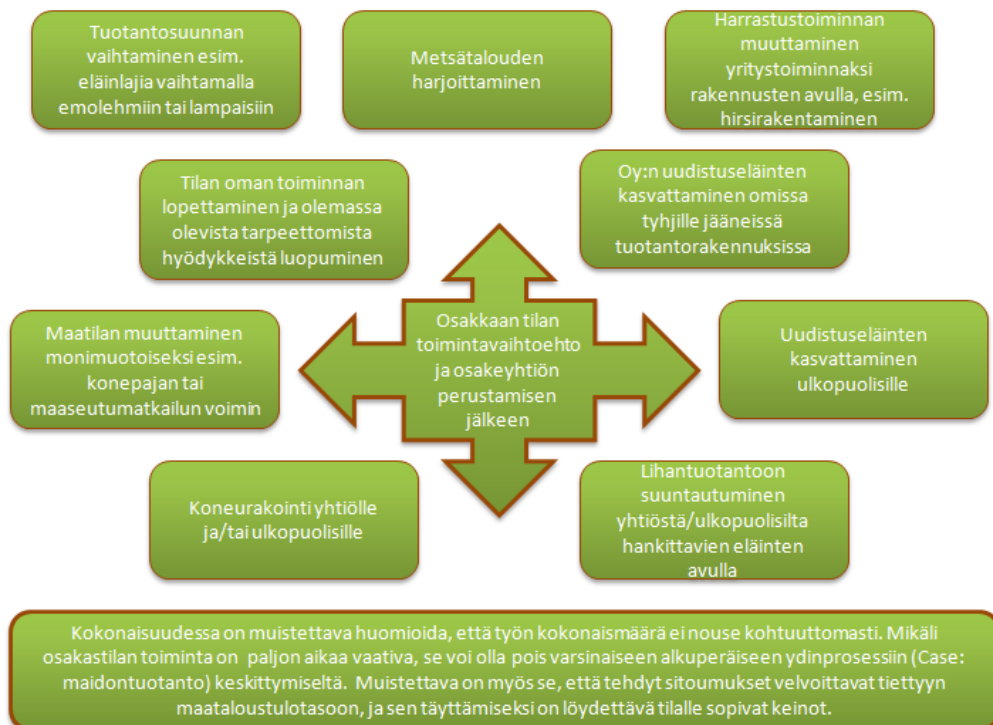 Tuotantosuunnan
vaihtaminen esim.
eläinlajia vaihtamalla
emolehmiin tai lampaisiin
Metsätalouden
harjoittaminen
Harrastustoiminnan
muuttaminen
yritystoiminnaksi
rakennusten avulla, esim.
hirsirakentaminen
Tilan oman toiminnan
lopettaminen ja olemassa
olevista tarpeettomista
hyödykkeistä luopuminen
Oy:n uudistuseläinten
kasvattaminen omissa
tyhjille jääneissä
tuotantorakennuksissa
Maatilan muuttaminen
monimuotoiseksi esim.
konepajan tai
maaseutumatkailun voimin
Osakkaan tilan
toimintavaihtoehto
ja osakeyhtiön
perustamisen
jälkeen
Uudistuseläinten
kasvattaminen
ulkopuolisille
Koneurakointi yhtiölle
ja/tai ulkopuolisille
Lihantuotantoon
suuntautuminen
yhtiöstä/ulkopuolisilta
hankittavien eläinten
avulla
Kokonaisuudessa on muistettava huomioida, että työn kokonaismäärä ei nouse kohtuuttomasti. Mikäli
osakastilan toiminta on paljon aikaa vaativa, se voi olla pois varsinaiseen alkuperäiseen ydinprosessiin (Case:
maidontuotanto) keskittymiseltä. Muistettava on myös se, että tehdyt sitoumukset velvoittavat tiettyyn
maataloustulotasoon, ja sen täyttämiseksi on löydettävä tilalle sopivat keinot.